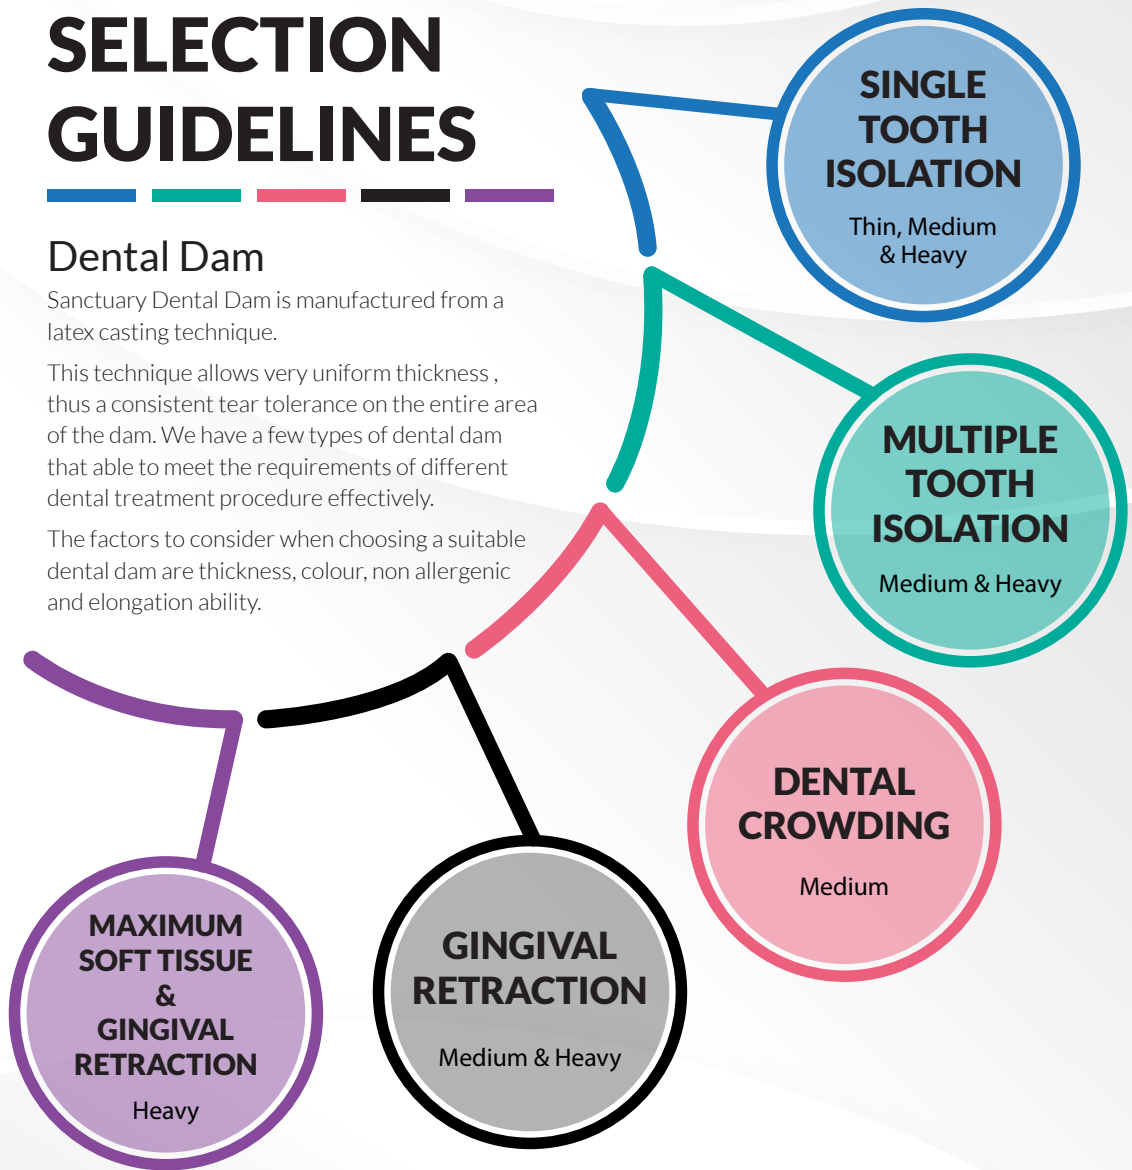 SELECTION
GUIDELINES
Dental Dam
Sanctuary Dental Dam is manufactured from a
latex casting technique.
This technique allows very uniform thickness ,
thus a consistent tear tolerance on the entire area
of the dam. We have a few types of dental dam
that able to meet the requirements of different
dental treatment procedure effectively.
The factors to consider when choosing a suitable
dental dam are thickness, colour, non allergenic
and elongation ability.
SINGLE
TOOTH
ISOLATION
Thin, Medium
& Heavy
MULTIPLE
TOOTH
ISOLATION
Medium & Heavy
DENTAL
CROWDING
Medium
GINGIVAL
RETRACTION
Medium & Heavy
MAXIMUM
SOFT TISSUE
&
GINGIVAL
RETRACTION
Heavy